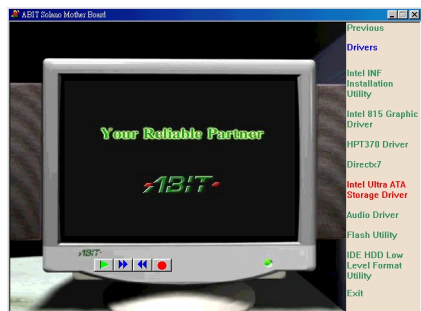 ABIT Solano Mother Board
Previous
Drivers
Intel INF
Installation
Utility
Intel 815 Graphic
Driver
HPT370 Driver
Directx7
Intel Ultra ATA
Storage Driver
Audio Driver
Flash Utility
IDE HDD Low
Level Format
Utility
Exit
Your Reliable Partner
ABIT
ABIT